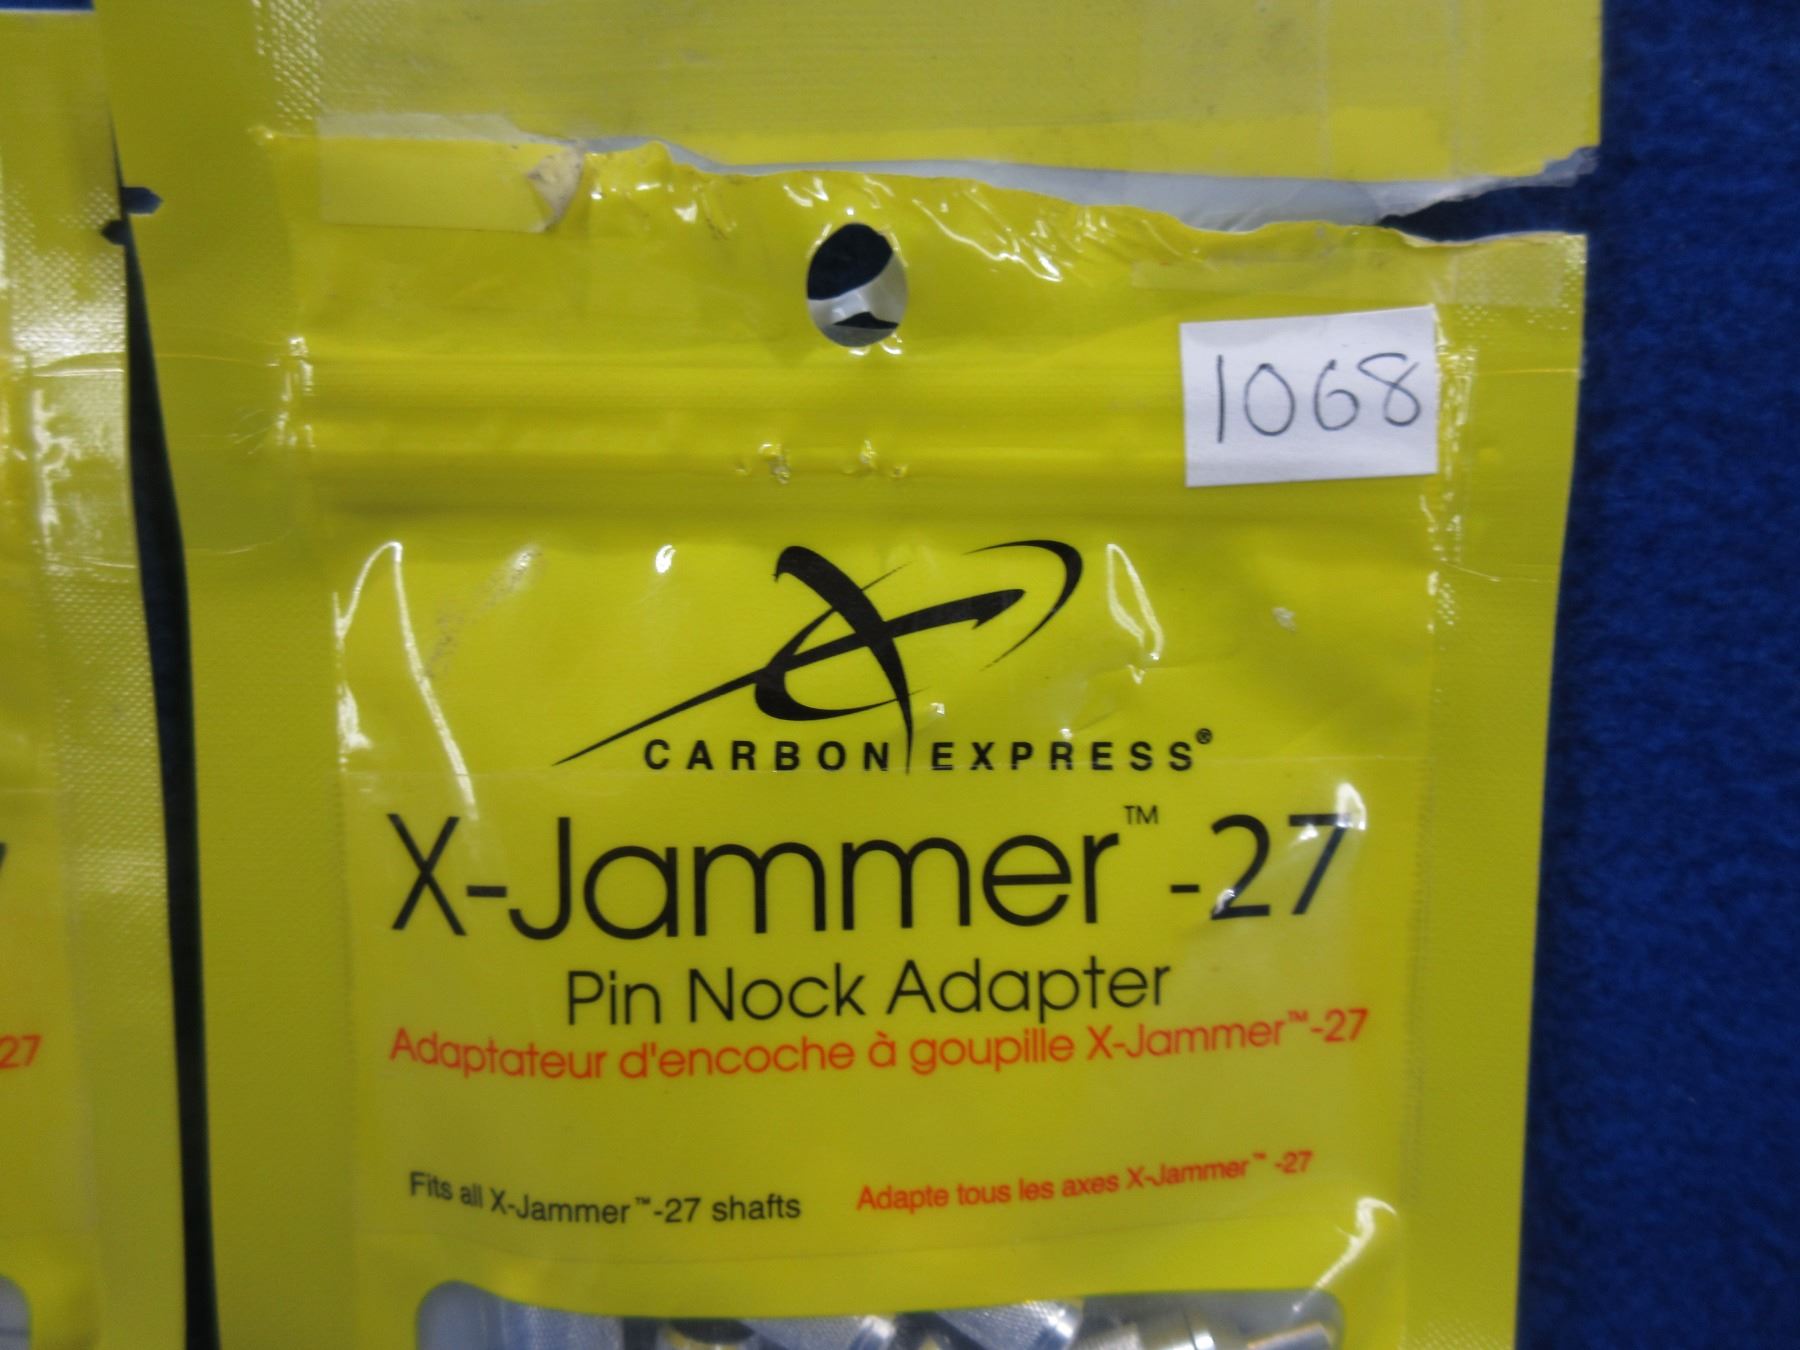 1068
CARBON EXPRESS®
X-Jammer™-27
Pin Nock Adapter
Adaptateur d'encoche à goupille X-Jammer™-27
27
Fits all X-Jammer™-27 shafts
Adapte tous les axes X-Jammer™-27